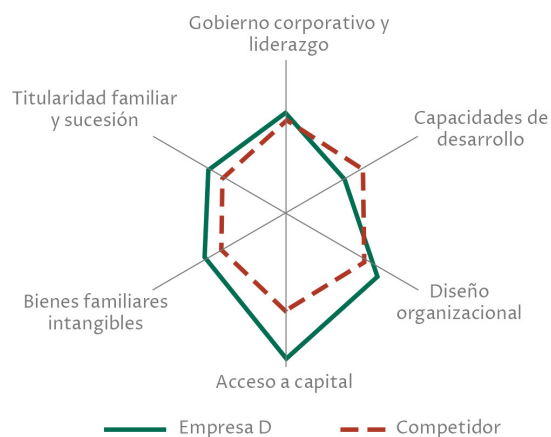 Gobierno corporativo y
liderazgo
Titularidad familiar
y sucesión
Capacidades de
desarrollo
Bienes familiares
intangibles
Diseño
organizacional
Acceso a capital
Empresa D
Competidor